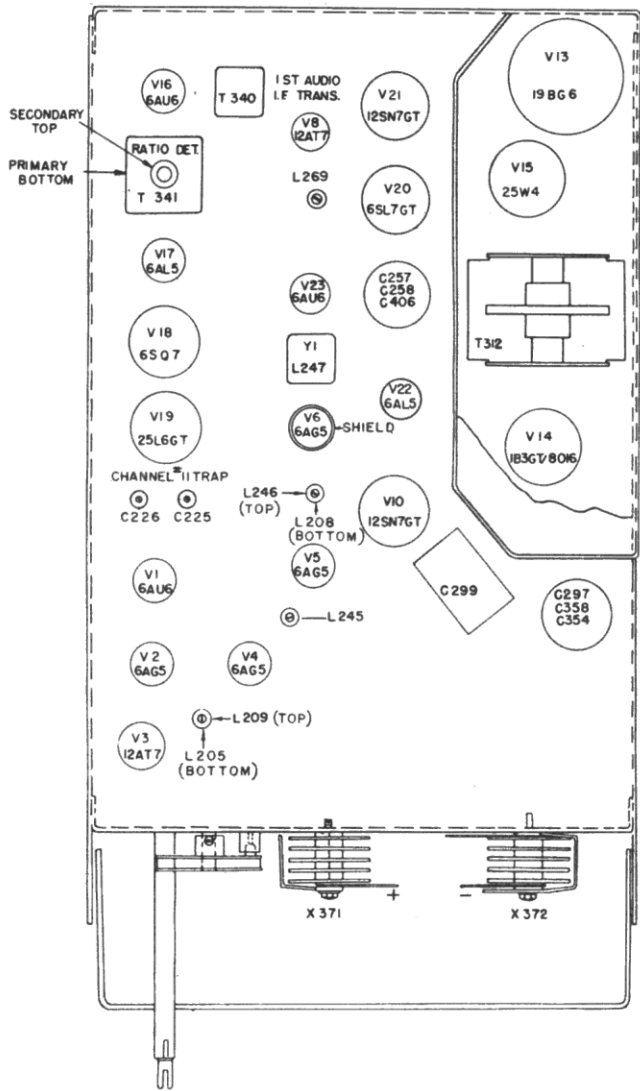 V16
6AU6
T 340
1ST AUDIO
I.F. TRANS.
V8
12AT7
V21
12SN7GT
V13
19BG6
SECONDARY
TOP
PRIMARY
BOTTOM
RATIO DET.
T 341
L269
V20
6SL7GT
V15
25W4
V17
6AL5
V23
6AU6
C257
C258
C406
V18
6SQ7
Y1
L247
T312
V22
6AL5
V19
25L6GT
V6
6AG5
SHIELD
V14
1B3GT/8016
CHANNEL #11 TRAP
C226
C225
L246
(TOP)
L208
(BOTTOM)
V10
12SN7GT
V1
6AU6
V5
6AG5
C299
C297
C358
C354
L245
V2
6AG5
V4
6AG5
L209 (TOP)
V3
12AT7
L205
(BOTTOM)
+
−
X 371
X 372